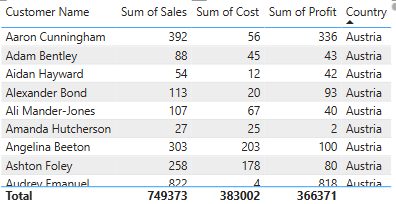 Customer Name Sum of Sales Sum of Cost Sum of Profit Country
Aaron Cunningham 392 56 336 Austria
Adam Bentley 88 45 43 Austria
Aidan Hayward 54 12 42 Austria
Alexander Bond 113 20 93 Austria
Ali Mander-Jones 107 67 40 Austria
Amanda Hutcherson 27 25 2 Austria
Angelina Beeton 303 203 100 Austria
Ashton Foley 258 178 80 Austria
Audrey Emanuel 822 4 818 Austria
Total 749373 383002 366371